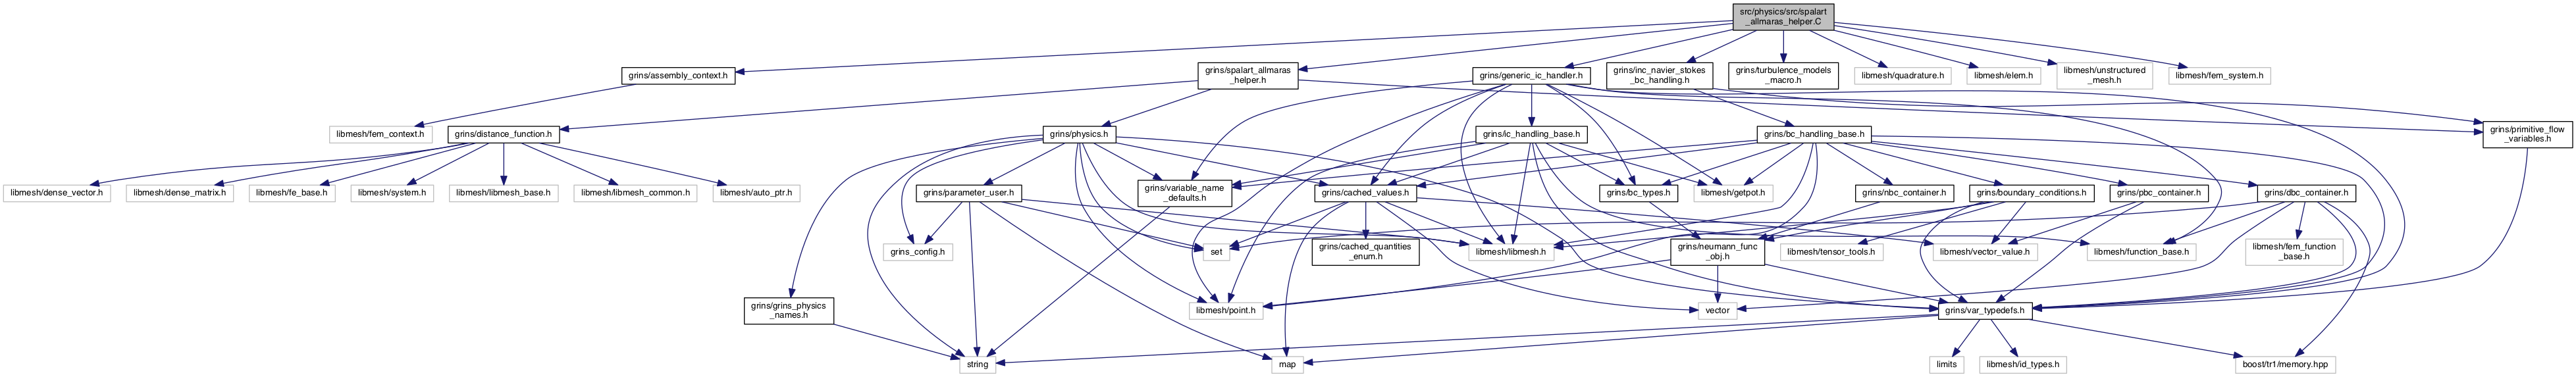 src/physics/src/spalart
_allmaras_helper.C
grins/assembly_context.h
grins/spalart_allmaras
_helper.h
grins/generic_ic_handler.h
grins/inc_navier_stokes
_bc_handling.h
grins/turbulence_models
_macro.h
libmesh/quadrature.h
libmesh/elem.h
libmesh/unstructured
_mesh.h
libmesh/fem_system.h
libmesh/fem_context.h
grins/distance_function.h
grins/physics.h
grins/ic_handling_base.h
grins/bc_handling_base.h
grins/primitive_flow
_variables.h
libmesh/dense_vector.h
libmesh/dense_matrix.h
libmesh/fe_base.h
libmesh/system.h
libmesh/libmesh_base.h
libmesh/libmesh_common.h
libmesh/auto_ptr.h
grins/parameter_user.h
grins/variable_name
_defaults.h
grins/cached_values.h
grins/bc_types.h
libmesh/getpot.h
grins/nbc_container.h
grins/boundary_conditions.h
grins/pbc_container.h
grins/dbc_container.h
grins_config.h
set
grins/cached_quantities
_enum.h
libmesh/libmesh.h
grins/neumann_func
_obj.h
libmesh/tensor_tools.h
libmesh/vector_value.h
libmesh/function_base.h
libmesh/fem_function
_base.h
grins/grins_physics
_names.h
libmesh/point.h
vector
grins/var_typedefs.h
string
map
limits
libmesh/id_types.h
boost/tr1/memory.hpp